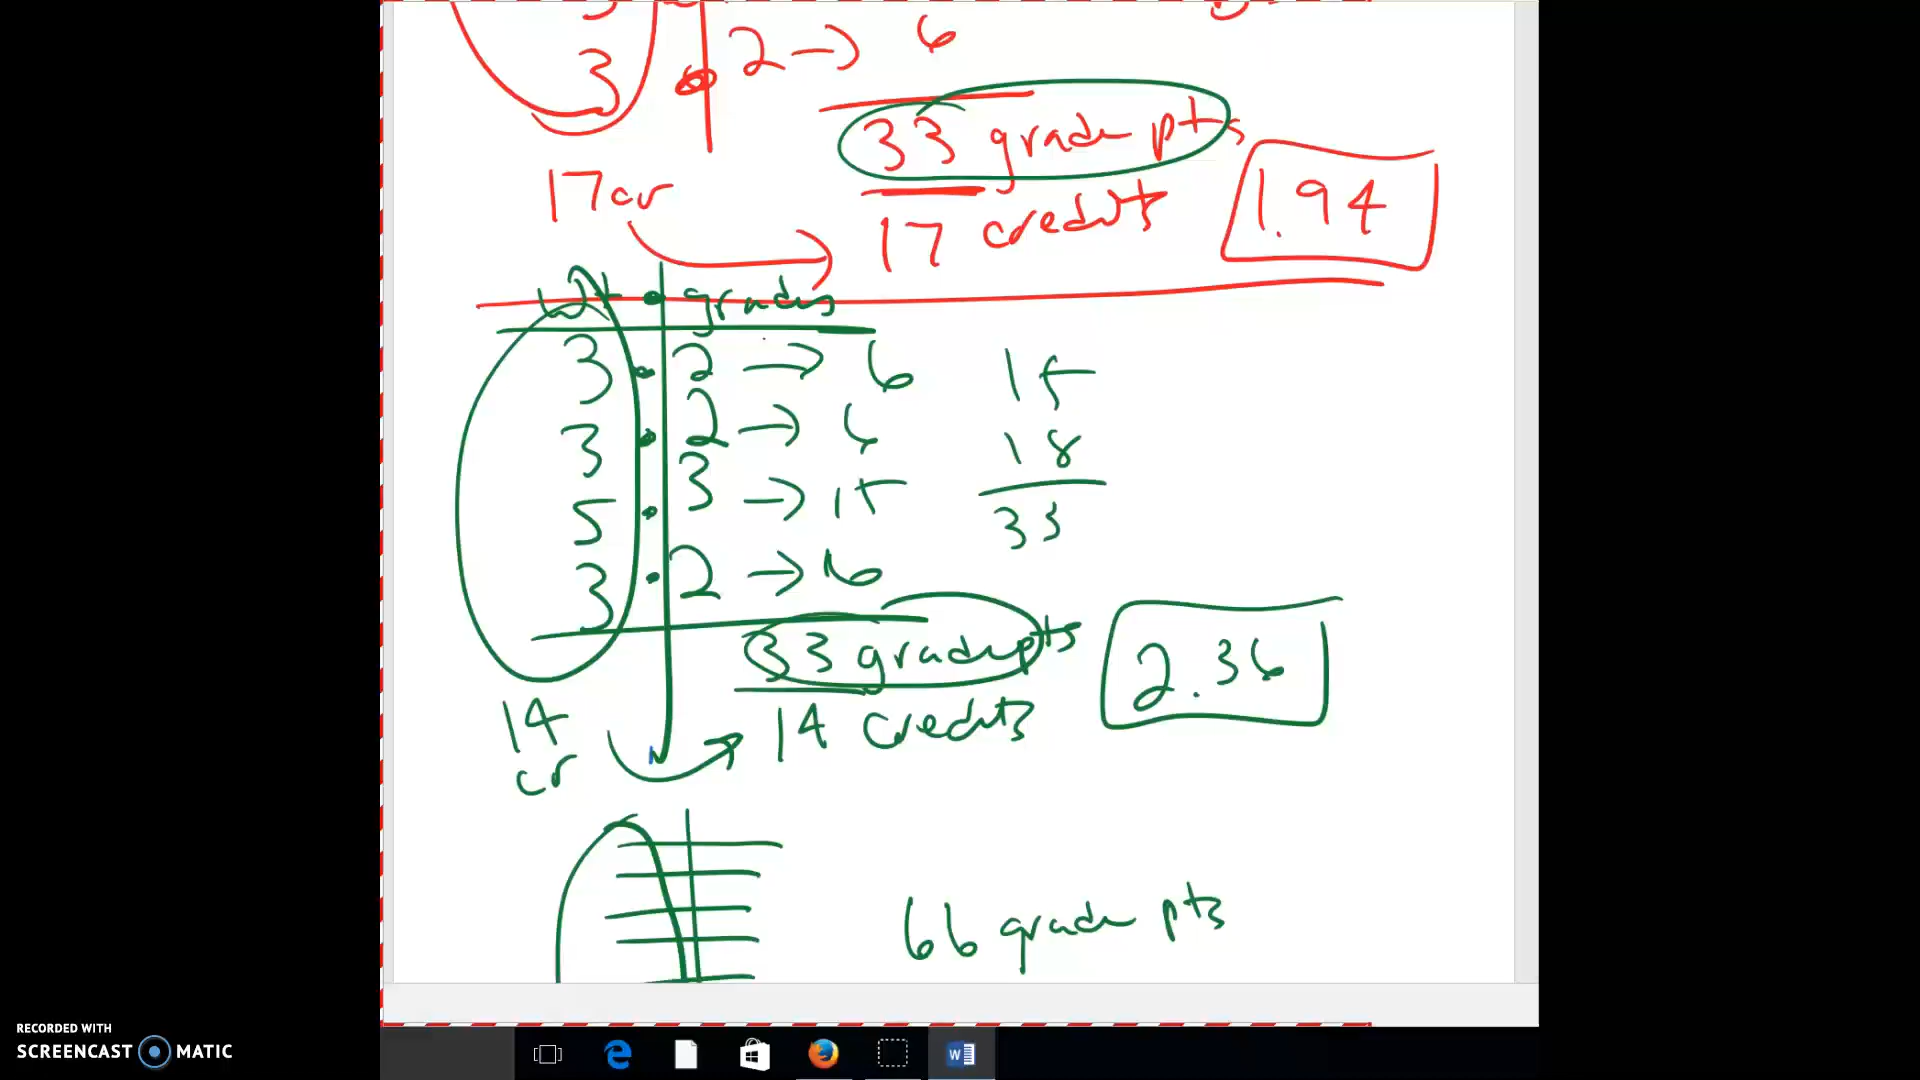 3 • 2 → 6
33 grade pts
17 cr → 17 credits 1.94
wt • grades
3 • 2 → 6 15
3 • 2 → 6 18
5 • 3 → 15 33
3 • 2 → 6
33 grade pts
14 cr → 14 credits 2.36
66 grade pts
RECORDED WITH
SCREENCAST MATIC